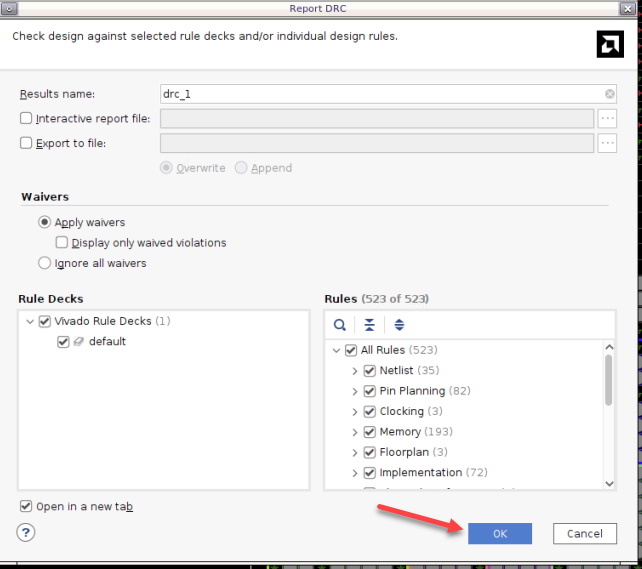 Report DRC
Check design against selected rule decks and/or individual design rules.
Results name: drc_1
Interactive report file: ...
Export to file: ...
Overwrite Append
Waivers
Apply waivers
Display only waived violations
Ignore all waivers
Rule Decks
Vivado Rule Decks (1)
default
Rules (523 of 523)
All Rules (523)
Netlist (35)
Pin Planning (82)
Clocking (3)
Memory (193)
Floorplan (3)
Implementation (72)
Open in a new tab
? OK Cancel